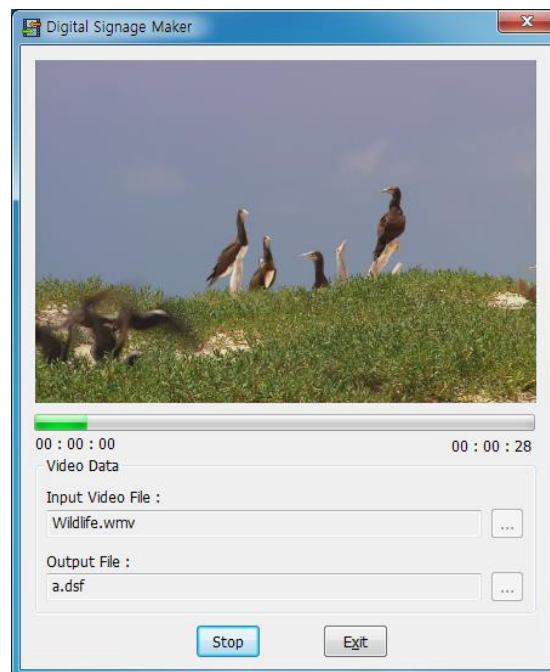 Digital Signage Maker
00 : 00 : 00 00 : 00 : 28
Video Data
Input Video File :
Wildlife.wmv ...
Output File :
a.dsf ...
Stop Exit